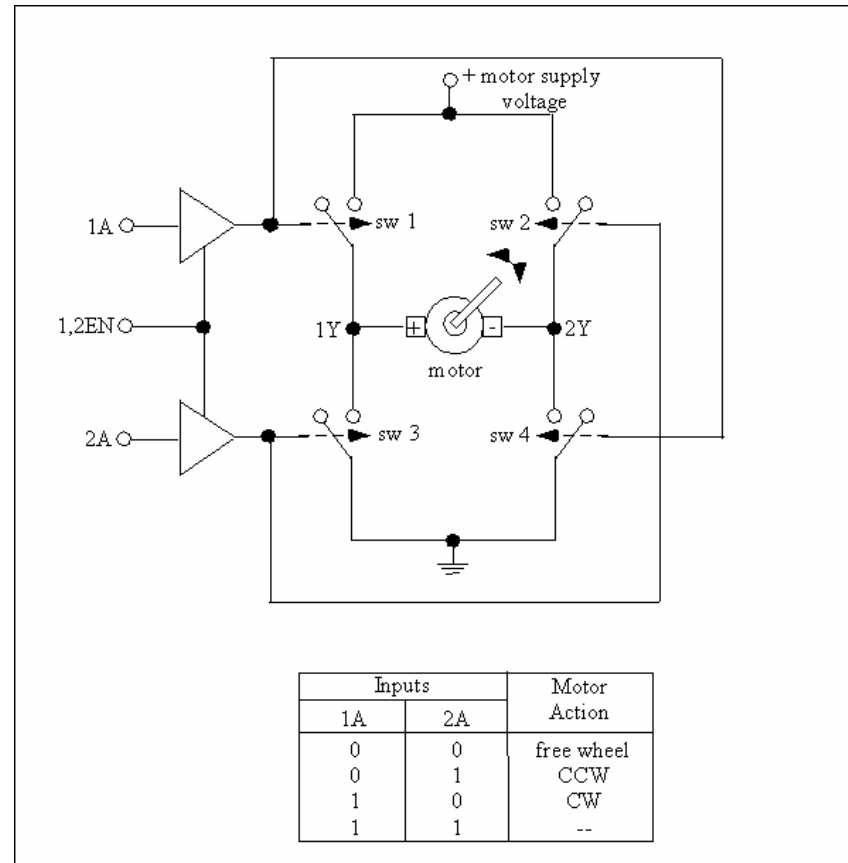 + motor supply
voltage
1A
sw 1
sw 2
1,2EN
1Y
+
-
2Y
motor
2A
sw 3
sw 4
Inputs
Motor
Action
1A 2A
0 0 free wheel
0 1 CCW
1 0 CW
1 1 --